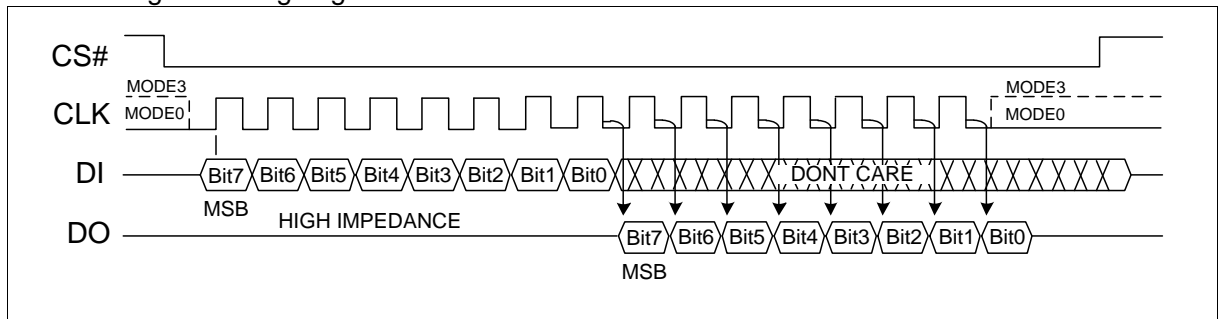 CS#
MODE3 MODE3
CLK MODE0 MODE0
DI Bit7 Bit6 Bit5 Bit4 Bit3 Bit2 Bit1 Bit0 DONT CARE
MSB
HIGH IMPEDANCE
DO Bit7 Bit6 Bit5 Bit4 Bit3 Bit2 Bit1 Bit0
MSB